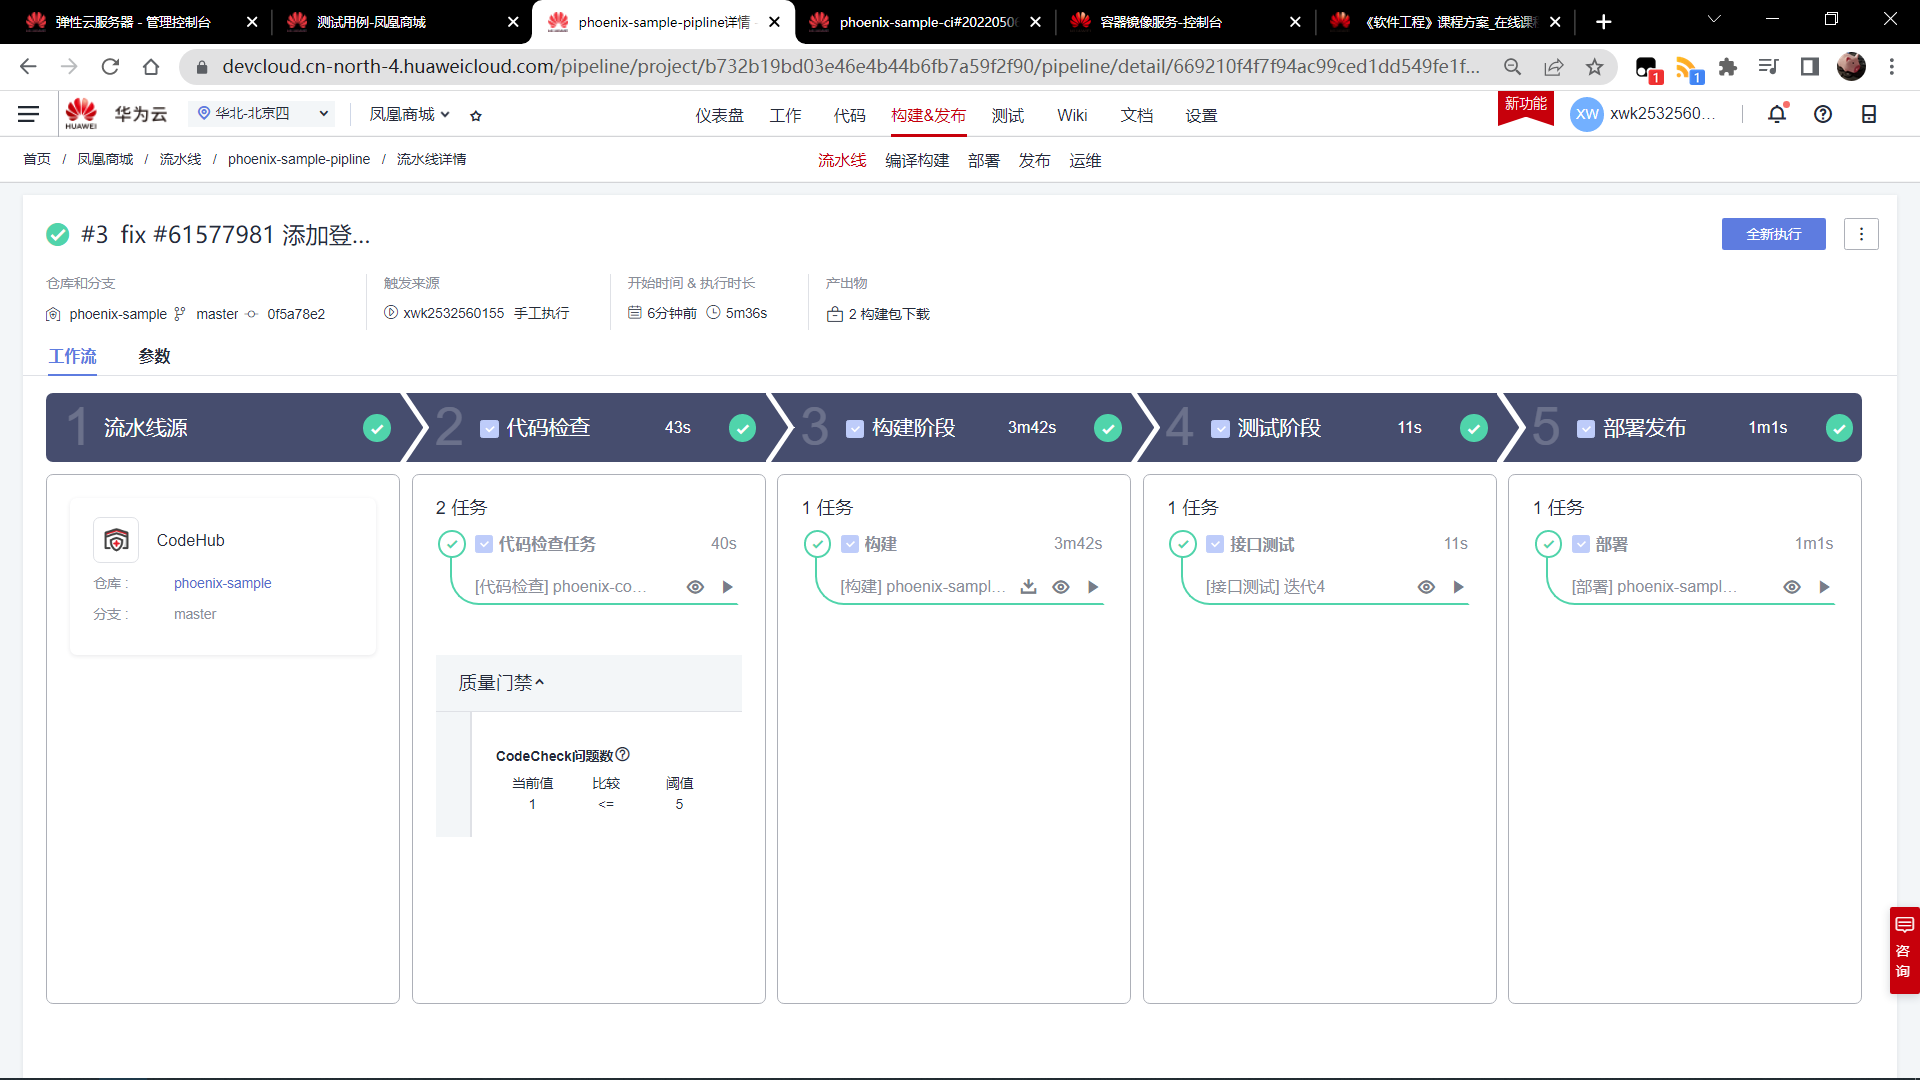 弹性云服务器 - 管理控制台
测试用例-凤凰商城
phoenix-sample-pipline详情
phoenix-sample-ci#2022050
容器镜像服务-控制台
《软件工程》课程方案_在线课
devcloud.cn-north-4.huaweicloud.com/pipeline/project/b732b19bd03e46e4b44b6fb7a59f2f90/pipeline/detail/669210f4f7f94ac99ced1dd549fe1f...
1
1
HUAWEI
华为云
华北-北京四
凤凰商城
仪表盘
工作
代码
构建&发布
测试
Wiki
文档
设置
新功能
XW
xwk2532560...
首页 / 凤凰商城 / 流水线 / phoenix-sample-pipline / 流水线详情
流水线
编译构建
部署
发布
运维
#3 fix #61577981 添加登...
全新执行
仓库和分支
触发来源
开始时间 & 执行时长
产出物
phoenix-sample master 0f5a78e2
xwk2532560155 手工执行
6分钟前 5m36s
2 构建包下载
工作流
参数
1 流水线源
2 代码检查 43s
3 构建阶段 3m42s
4 测试阶段 11s
5 部署发布 1m1s
CodeHub
仓库 : phoenix-sample
分支 : master
2 任务
代码检查任务 40s
[代码检查] phoenix-co...
质量门禁
CodeCheck问题数
当前值 比较 阈值
1 <= 5
1 任务
构建 3m42s
[构建] phoenix-sampl...
1 任务
接口测试 11s
[接口测试] 迭代4
1 任务
部署 1m1s
[部署] phoenix-sampl...
咨
询